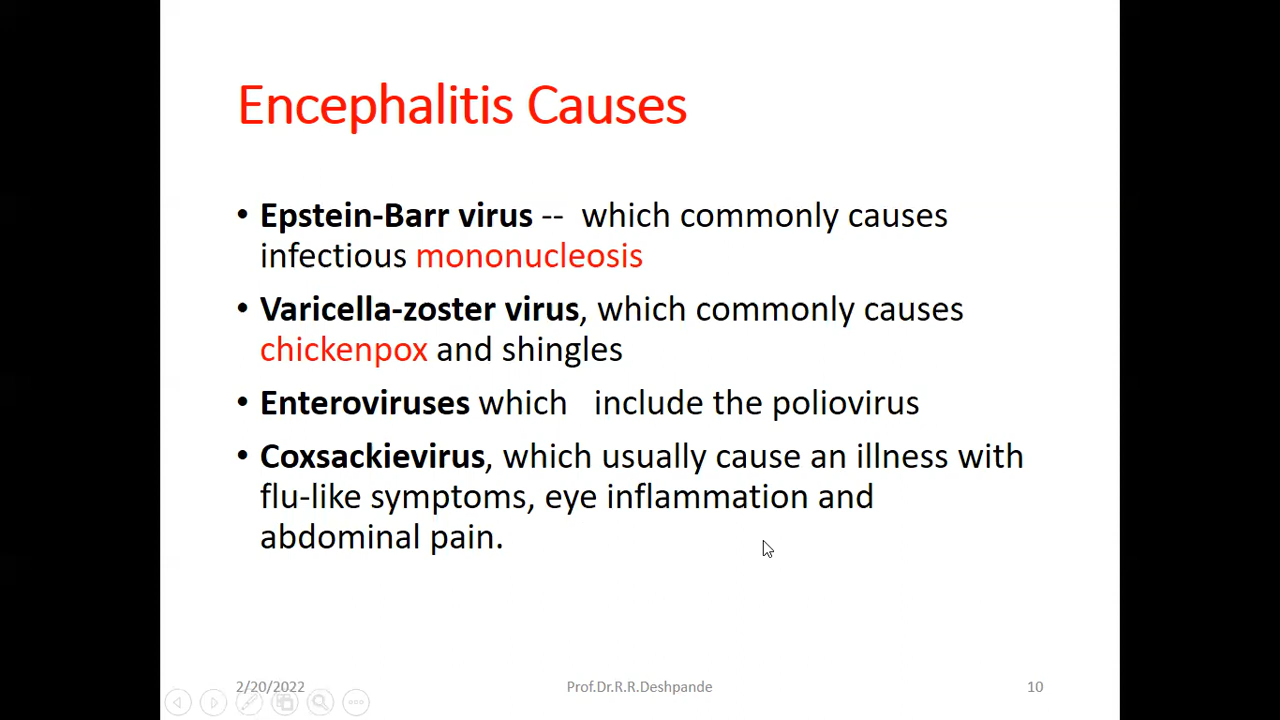 Encephalitis Causes
• Epstein-Barr virus -- which commonly causes
infectious mononucleosis
• Varicella-zoster virus, which commonly causes
chickenpox and shingles
• Enteroviruses which include the poliovirus
• Coxsackievirus, which usually cause an illness with
flu-like symptoms, eye inflammation and
abdominal pain.
2/20/2022
Prof.Dr.R.R.Deshpande
10